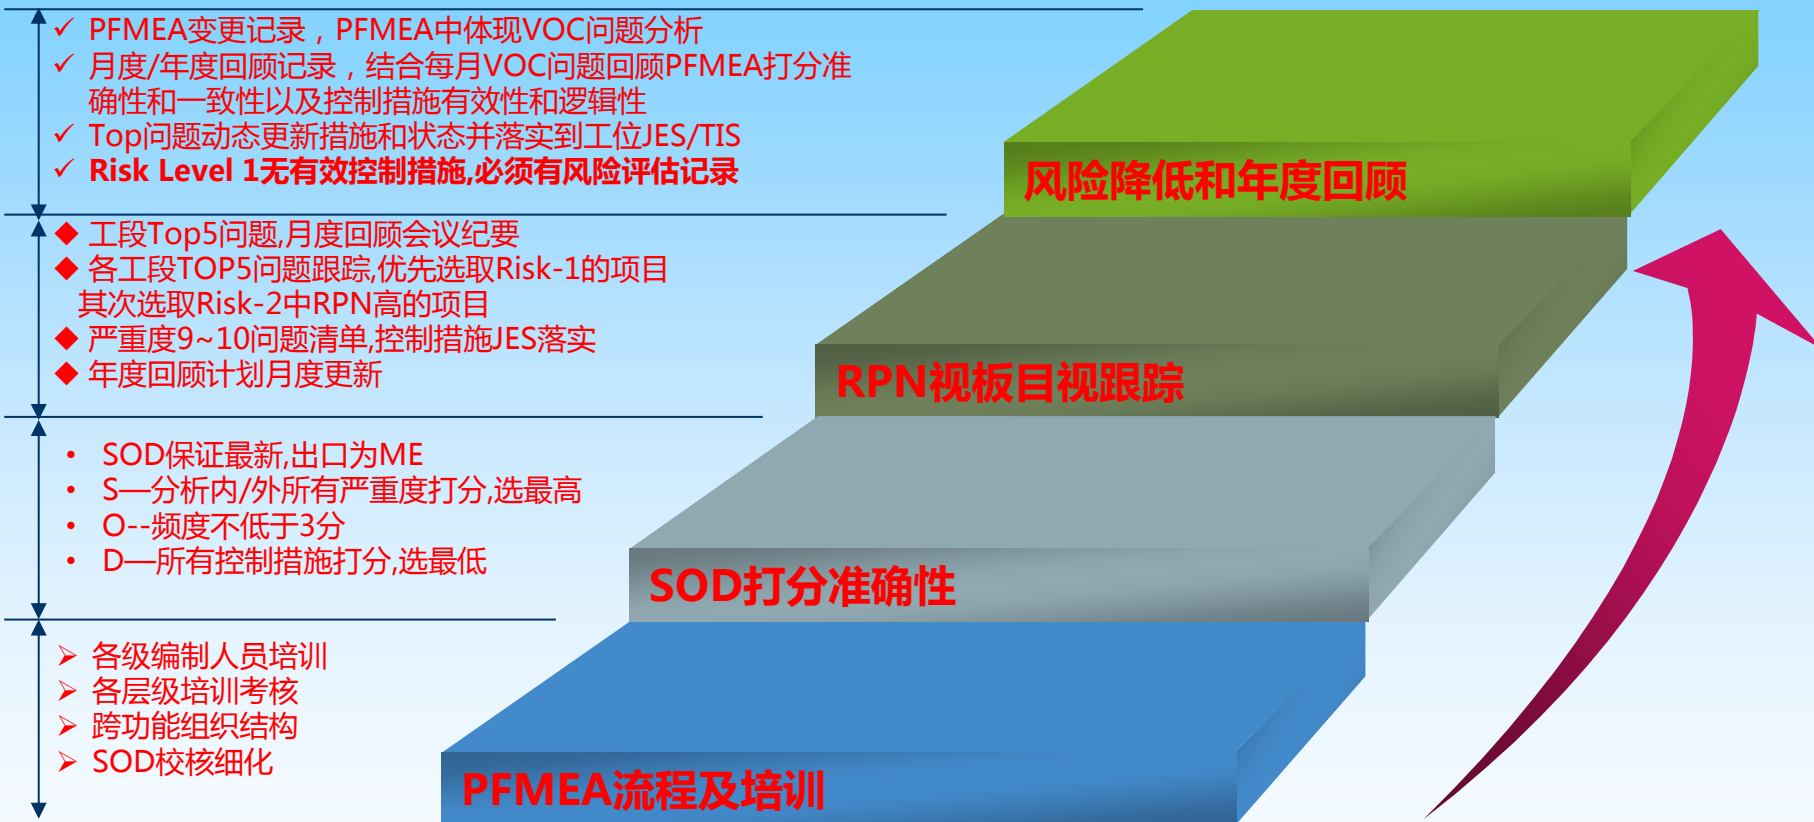 ✓ PFMEA变更记录，PFMEA中体现VOC问题分析
✓ 月度/年度回顾记录，结合每月VOC问题回顾PFMEA打分准
确性和一致性以及控制措施有效性和逻辑性
✓ Top问题动态更新措施和状态并落实到工位JES/TIS
✓ Risk Level 1无有效控制措施,必须有风险评估记录
风险降低和年度回顾
◆ 工段Top5问题,月度回顾会议纪要
◆ 各工段TOP5问题跟踪,优先选取Risk-1的项目
其次选取Risk-2中RPN高的项目
◆ 严重度9~10问题清单,控制措施JES落实
◆ 年度回顾计划月度更新
RPN视板目视跟踪
• SOD保证最新,出口为ME
• S—分析内/外所有严重度打分,选最高
• O--频度不低于3分
• D—所有控制措施打分,选最低
SOD打分准确性
➢ 各级编制人员培训
➢ 各层级培训考核
➢ 跨功能组织结构
➢ SOD校核细化
PFMEA流程及培训